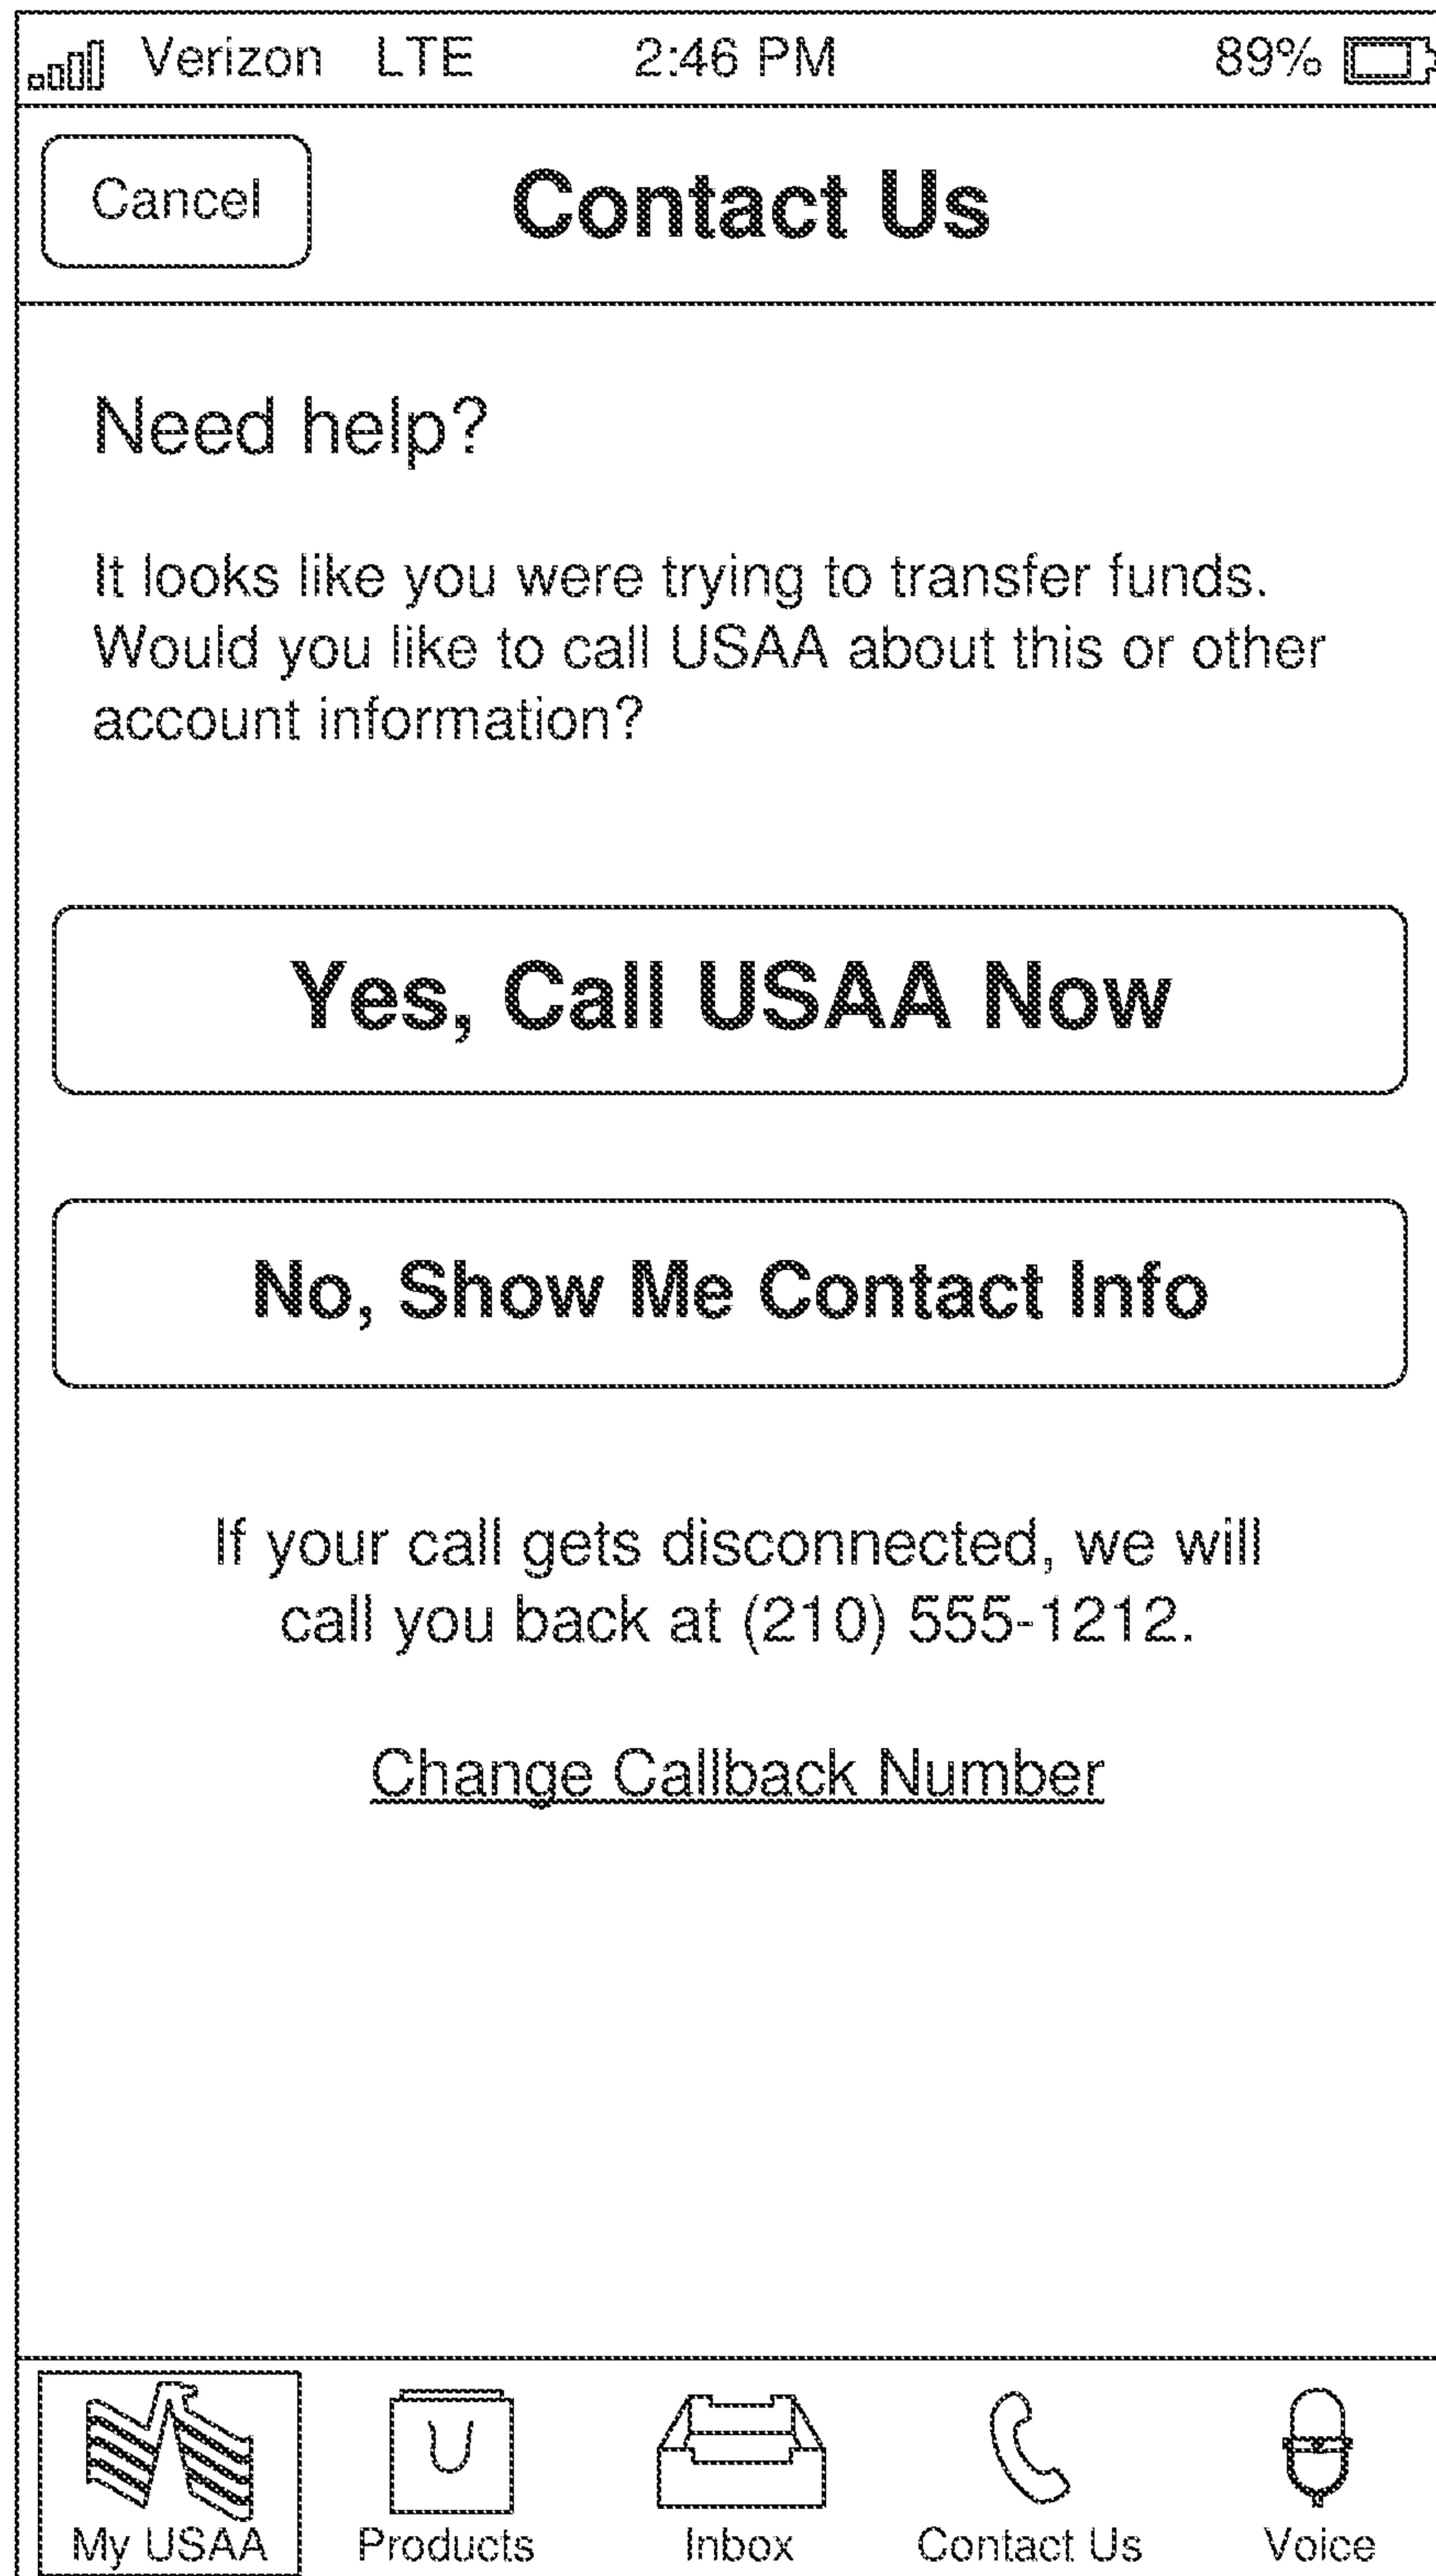 Verizon LTE 2:46 PM 89%
Cancel Contact Us
Need help?
It looks like you were trying to transfer funds.
Would you like to call USAA about this or other
account information?
Yes, Call USAA Now
No, Show Me Contact Info
If your call gets disconnected, we will
call you back at (210) 555-1212.
Change Callback Number
My USAA Products Inbox Contact Us Voice